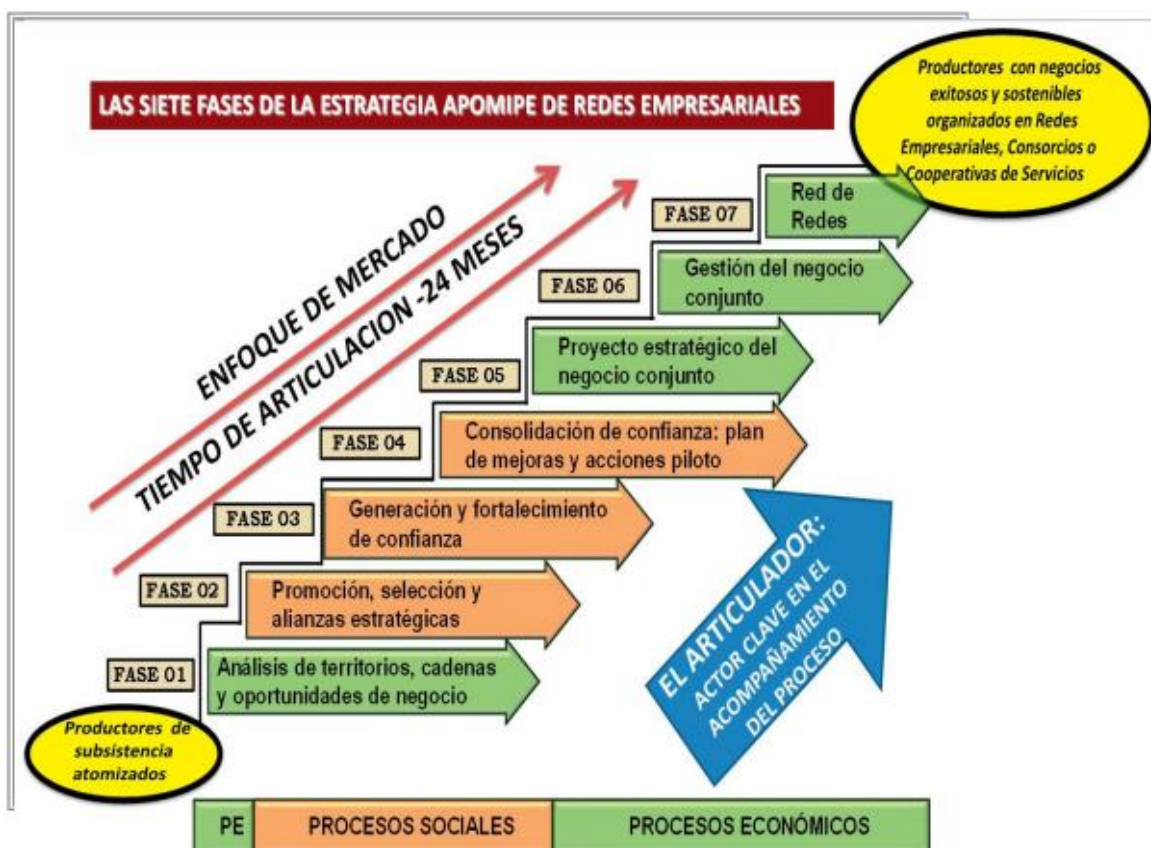 LAS SIETE FASES DE LA ESTRATEGIA APOMIPE DE REDES EMPRESARIALES
Productores con negocios
exitosos y sostenibles
organizados en Redes
Empresariales, Consorcios o
Cooperativas de Servicios
ENFOQUE DE MERCADO
TIEMPO DE ARTICULACION -24 MESES
FASE 07
Red de
Redes
FASE 06
Gestión del negocio
conjunto
FASE 05
Proyecto estratégico del
negocio conjunto
FASE 04
Consolidación de confianza: plan
de mejoras y acciones piloto
FASE 03
Generación y fortalecimiento
de confianza
FASE 02
Promoción, selección y
alianzas estratégicas
FASE 01
Análisis de territorios, cadenas
y oportunidades de negocio
Productores de
subsistencia
atomizados
EL ARTICULADOR:
ACTOR CLAVE EN EL
ACOMPAÑAMIENTO
DEL PROCESO
PE
PROCESOS SOCIALES
PROCESOS ECONÓMICOS